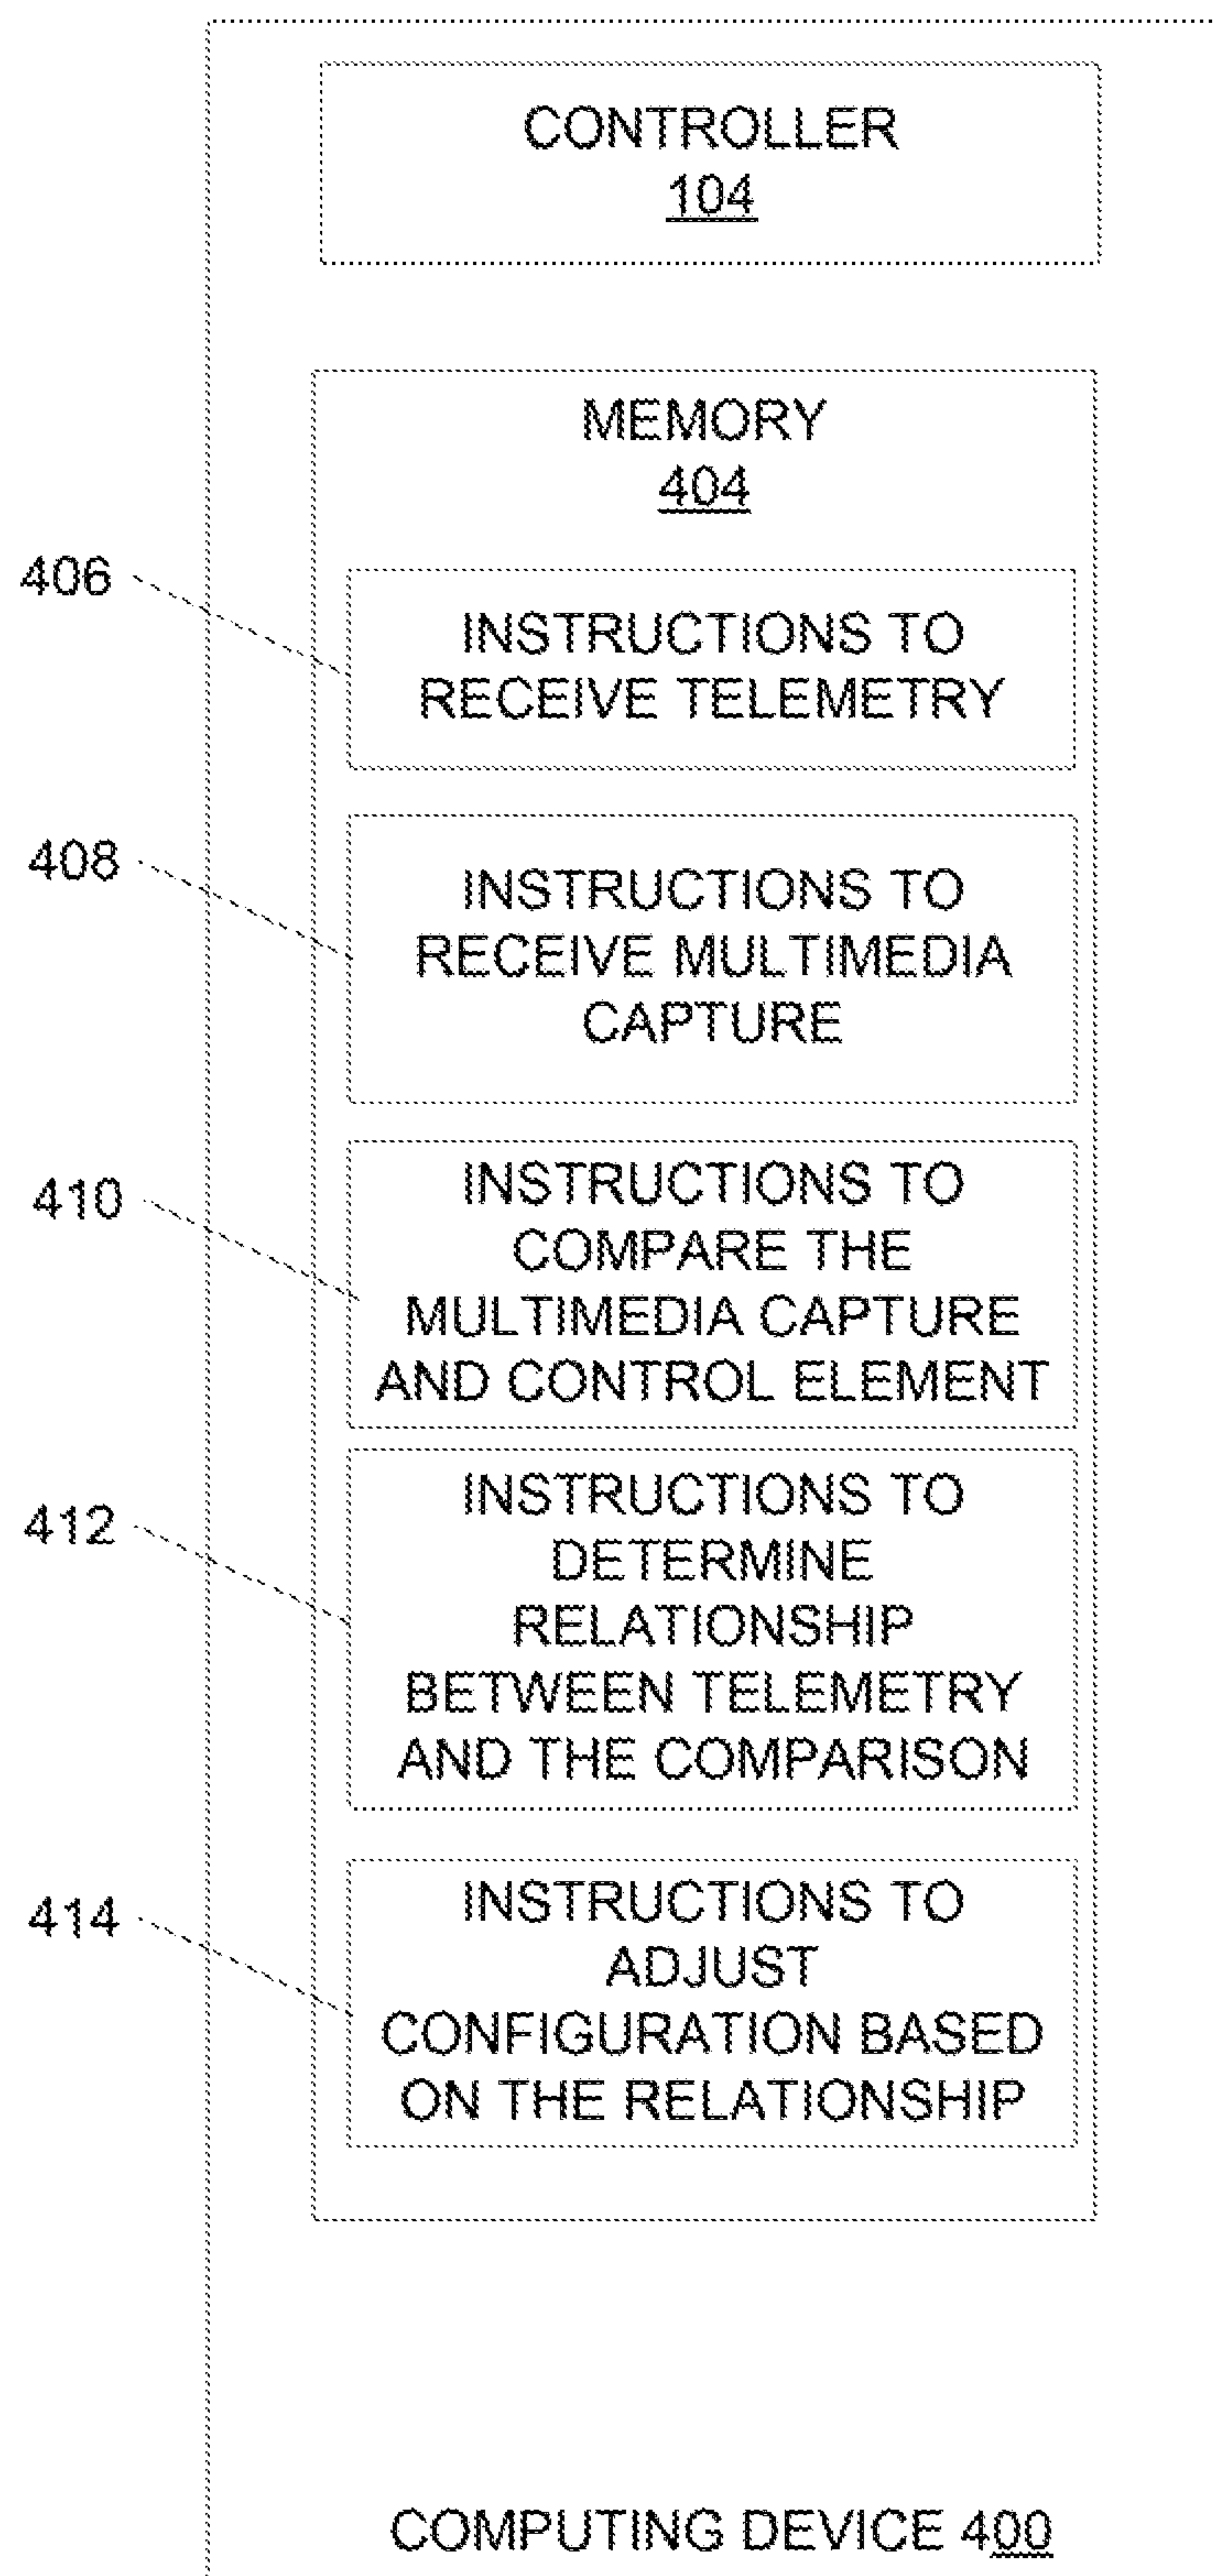 CONTROLLER
104
MEMORY
404
406
INSTRUCTIONS TO
RECEIVE TELEMETRY
408
INSTRUCTIONS TO
RECEIVE MULTIMEDIA
CAPTURE
410
INSTRUCTIONS TO
COMPARE THE
MULTIMEDIA CAPTURE
AND CONTROL ELEMENT
412
INSTRUCTIONS TO
DETERMINE
RELATIONSHIP
BETWEEN TELEMETRY
AND THE COMPARISON
414
INSTRUCTIONS TO
ADJUST
CONFIGURATION BASED
ON THE RELATIONSHIP
COMPUTING DEVICE 400